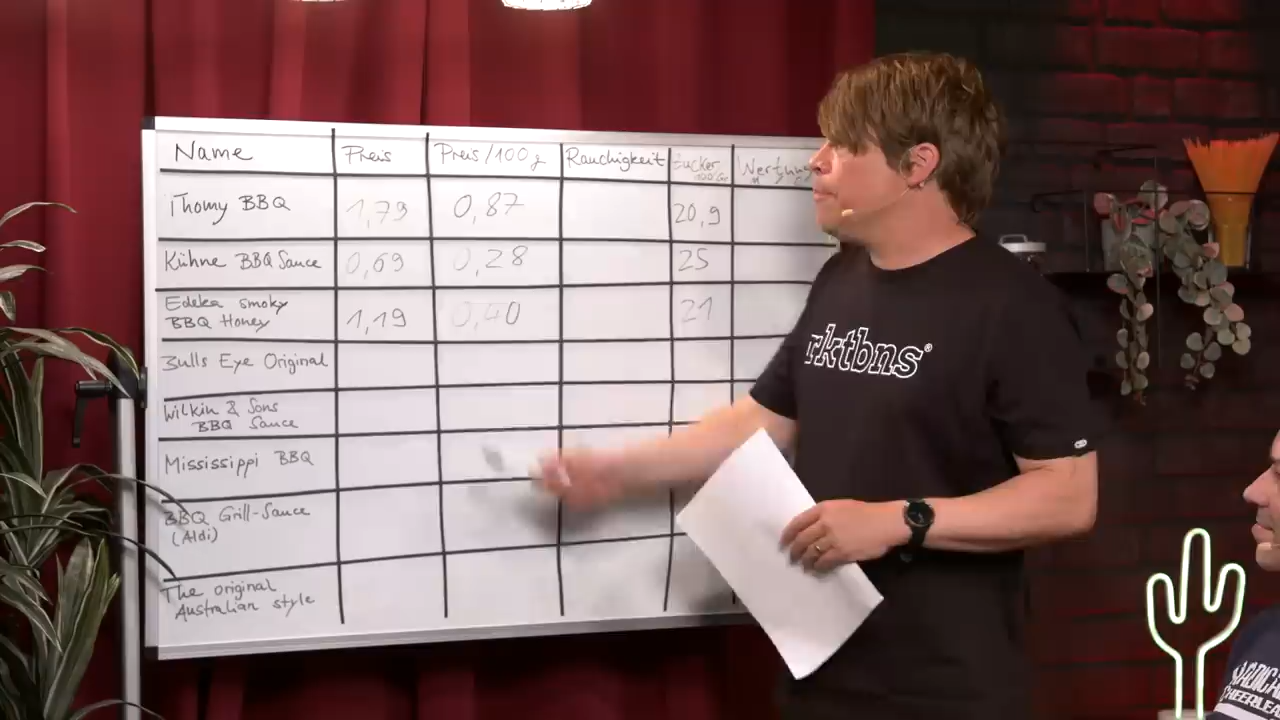 Name Preis Preis/100g Rauchigkeit Zucker Wertung
100 Gr
Thomy BBQ 1,79 0,87 20,9
Kühne BBQ Sauce 0,69 0,28 25
Edeka smoky
BBQ Honey 1,19 0,40 21
Bulls Eye Original
Wilkin & Sons
BBQ Sauce
Mississippi BBQ
BBQ Grill-Sauce
(Aldi)
The original
Australian style
rktbns®